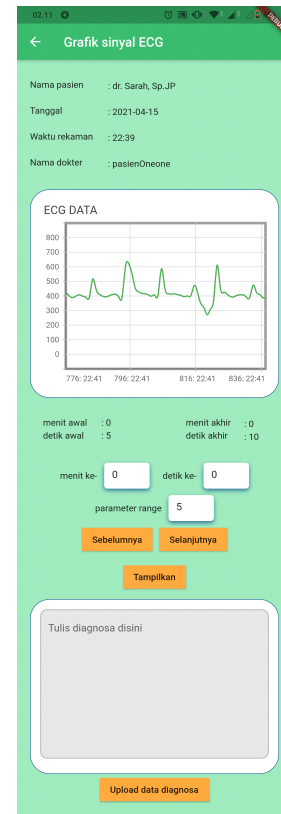 02.11
DEBUG
Grafik sinyal ECG
Nama pasien : dr. Sarah, Sp.JP
Tanggal : 2021-04-15
Waktu rekaman : 22:39
Nama dokter : pasienOneone
ECG DATA
800
700
600
500
400
300
200
100
0
776: 22:41 796: 22:41 816: 22:41 836: 22:41
menit awal : 0 menit akhir : 0
detik awal : 5 detik akhir : 10
menit ke- 0 detik ke- 0
parameter range 5
Sebelumnya Selanjutnya
Tampilkan
Tulis diagnosa disini
Upload data diagnosa